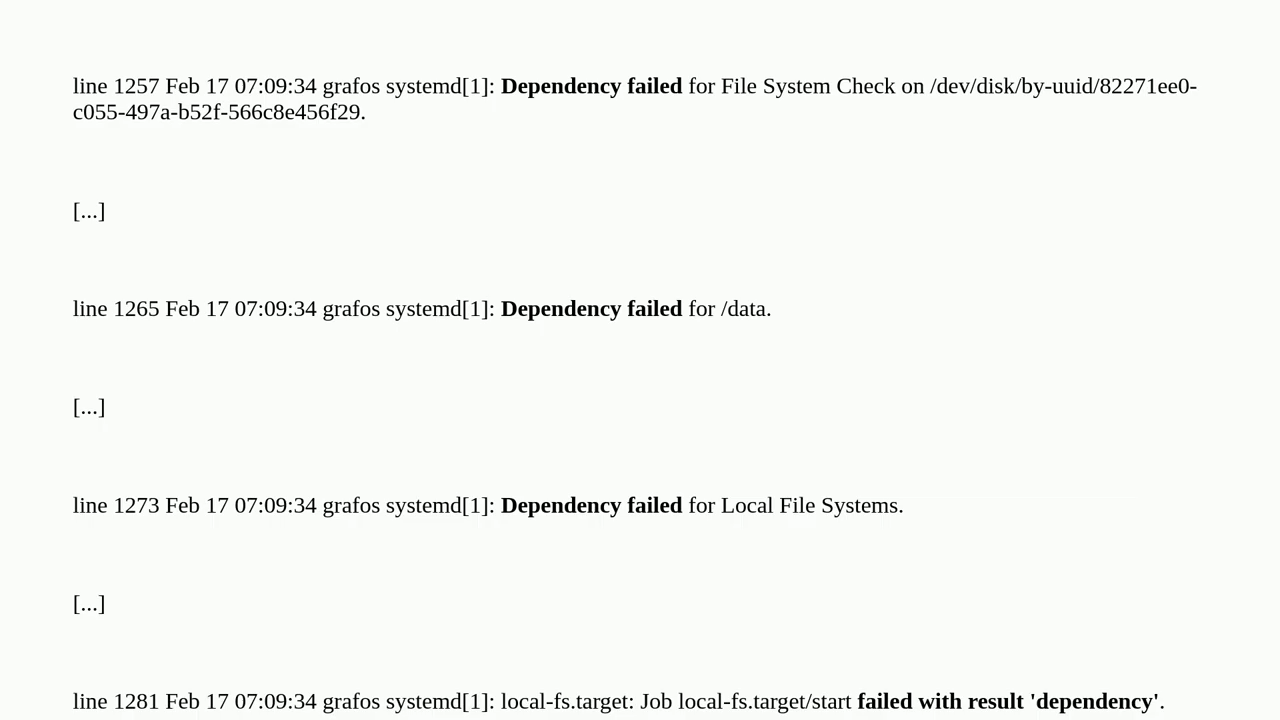 line 1257 Feb 17 07:09:34 grafos systemd[1]: Dependency failed for File System Check on /dev/disk/by-uuid/82271ee0-
c055-497a-b52f-566c8e456f29.
[...]
line 1265 Feb 17 07:09:34 grafos systemd[1]: Dependency failed for /data.
[...]
line 1273 Feb 17 07:09:34 grafos systemd[1]: Dependency failed for Local File Systems.
[...]
line 1281 Feb 17 07:09:34 grafos systemd[1]: local-fs.target: Job local-fs.target/start failed with result 'dependency'.